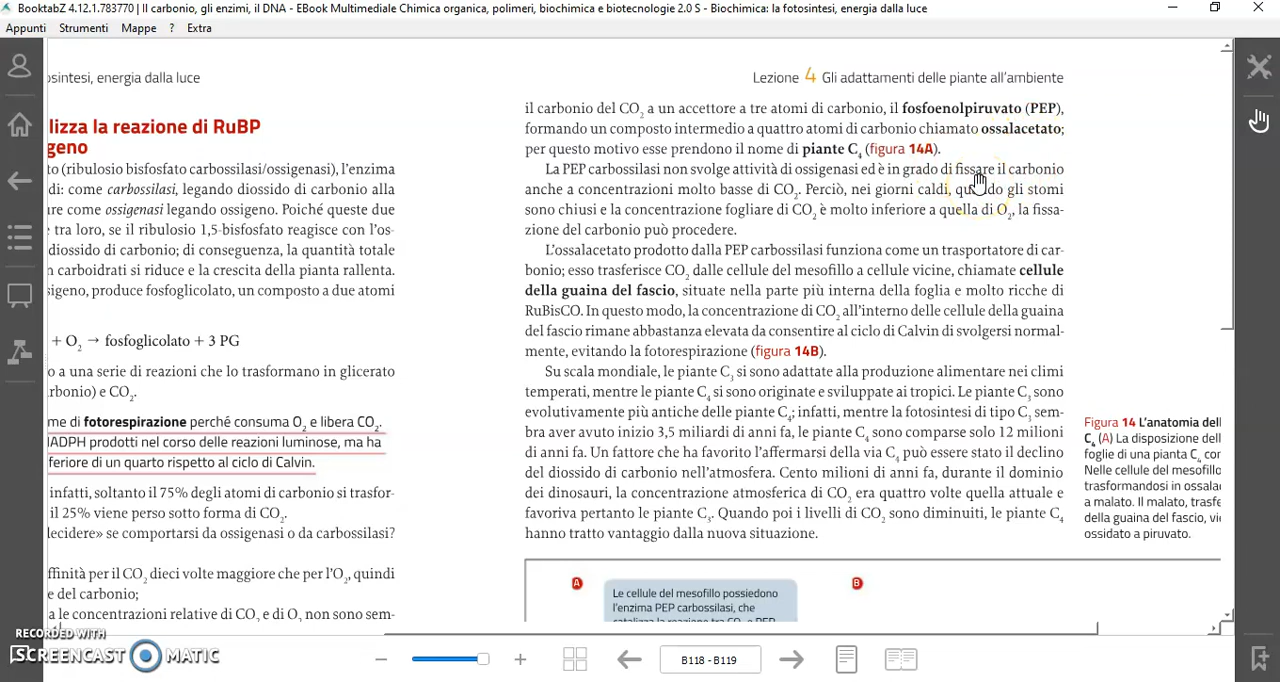 BooktabZ 4.12.1.783770 | Il carbonio, gli enzimi, il DNA - EBook Multimediale Chimica organica, polimeri, biochimica e biotecnologie 2.0 S - Biochimica: la fotosintesi, energia dalla luce
Appunti Strumenti Mappe ? Extra
osintesi, energia dalla luce
lizza la reazione di RuBP
geno
to (ribulosio bisfosfato carbossilasi/ossigenasi), l'enzima
di: come carbossilasi, legando diossido di carbonio alla
are come ossigenasi legando ossigeno. Poiché queste due
tra loro, se il ribulosio 1,5-bisfosfato reagisce con l'os-
diossido di carbonio; di conseguenza, la quantità totale
n carboidrati si riduce e la crescita della pianta rallenta.
igeno, produce fosfoglicolato, un composto a due atomi
+ O₂ → fosfoglicolato + 3 PG
o a una serie di reazioni che lo trasformano in glicerato
rbonio) e CO₂.
me di fotorespirazione perché consuma O₂ e libera CO₂.
NADPH prodotti nel corso delle reazioni luminose, ma ha
feriore di un quarto rispetto al ciclo di Calvin.
infatti, soltanto il 75% degli atomi di carbonio si trasfor-
il 25% viene perso sotto forma di CO₂.
lecidere» se comportarsi da ossigenasi o da carbossilasi?
ffinità per il CO₂ dieci volte maggiore che per l'O₂, quindi
e del carbonio;
a le concentrazioni relative di CO₂ e di O₂ non sono sem-
Lezione 4 Gli adattamenti delle piante all'ambiente
il carbonio del CO₂ a un accettore a tre atomi di carbonio, il fosfoenolpiruvato (PEP),
formando un composto intermedio a quattro atomi di carbonio chiamato ossalacetato;
per questo motivo esse prendono il nome di piante C₄ (figura 14A).
La PEP carbossilasi non svolge attività di ossigenasi ed è in grado di fissare il carbonio
anche a concentrazioni molto basse di CO₂. Perciò, nei giorni caldi, quando gli stomi
sono chiusi e la concentrazione fogliare di CO₂ è molto inferiore a quella di O₂, la fissa-
zione del carbonio può procedere.
L'ossalacetato prodotto dalla PEP carbossilasi funziona come un trasportatore di car-
bonio; esso trasferisce CO₂ dalle cellule del mesofillo a cellule vicine, chiamate cellule
della guaina del fascio, situate nella parte più interna della foglia e molto ricche di
RuBisCO. In questo modo, la concentrazione di CO₂ all'interno delle cellule della guaina
del fascio rimane abbastanza elevata da consentire al ciclo di Calvin di svolgersi normal-
mente, evitando la fotorespirazione (figura 14B).
Su scala mondiale, le piante C₃ si sono adattate alla produzione alimentare nei climi
temperati, mentre le piante C₄ si sono originate e sviluppate ai tropici. Le piante C₃ sono
evolutivamente più antiche delle piante C₄; infatti, mentre la fotosintesi di tipo C₃ sem-
bra aver avuto inizio 3,5 miliardi di anni fa, le piante C₄ sono comparse solo 12 milioni
di anni fa. Un fattore che ha favorito l'affermarsi della via C₄ può essere stato il declino
del diossido di carbonio nell'atmosfera. Cento milioni di anni fa, durante il dominio
dei dinosauri, la concentrazione atmosferica di CO₂ era quattro volte quella attuale e
favoriva pertanto le piante C₃. Quando poi i livelli di CO₂ sono diminuiti, le piante C₄
hanno tratto vantaggio dalla nuova situazione.
Figura 14 L'anatomia dell
C₄ (A) La disposizione dell
foglie di una pianta C₄ cor
Nelle cellule del mesofillo
trasformandosi in ossalac
a malato. Il malato, trasfe
della guaina del fascio, vie
ossidato a piruvato.
A
Le cellule del mesofillo possiedono
l'enzima PEP carbossilasi, che
catalizza la reazione tra CO₂ e PEP
B
RECORDED WITH
SCREENCAST MATIC
B118 - B119